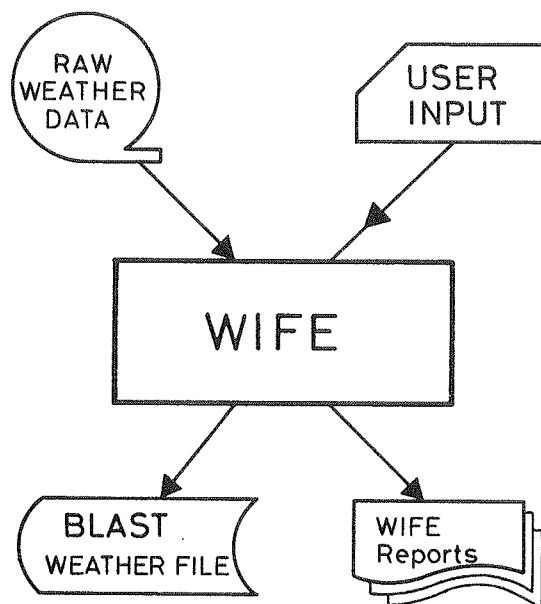 RAW
WEATHER
DATA
USER
INPUT
WIFE
BLAST
WEATHER FILE
WIFE
Reports